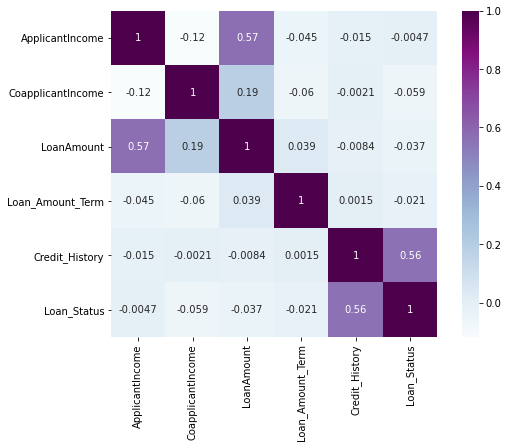 ApplicantIncome 1 -0.12 0.57 -0.045 -0.015 -0.0047
CoapplicantIncome -0.12 1 0.19 -0.06 -0.0021 -0.059
LoanAmount 0.57 0.19 1 0.039 -0.0084 -0.037
Loan_Amount_Term -0.045 -0.06 0.039 1 0.0015 -0.021
Credit_History -0.015 -0.0021 -0.0084 0.0015 1 0.56
Loan_Status -0.0047 -0.059 -0.037 -0.021 0.56 1
ApplicantIncome
CoapplicantIncome
LoanAmount
Loan_Amount_Term
Credit_History
Loan_Status
1.0
0.8
0.6
0.4
0.2
0.0